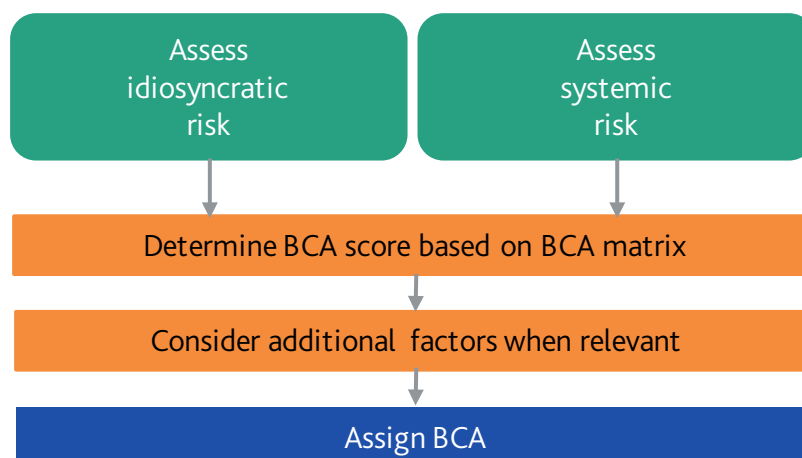 Assess
idiosyncratic
risk
Assess
systemic
risk
Determine BCA score based on BCA matrix
Consider additional factors when relevant
Assign BCA